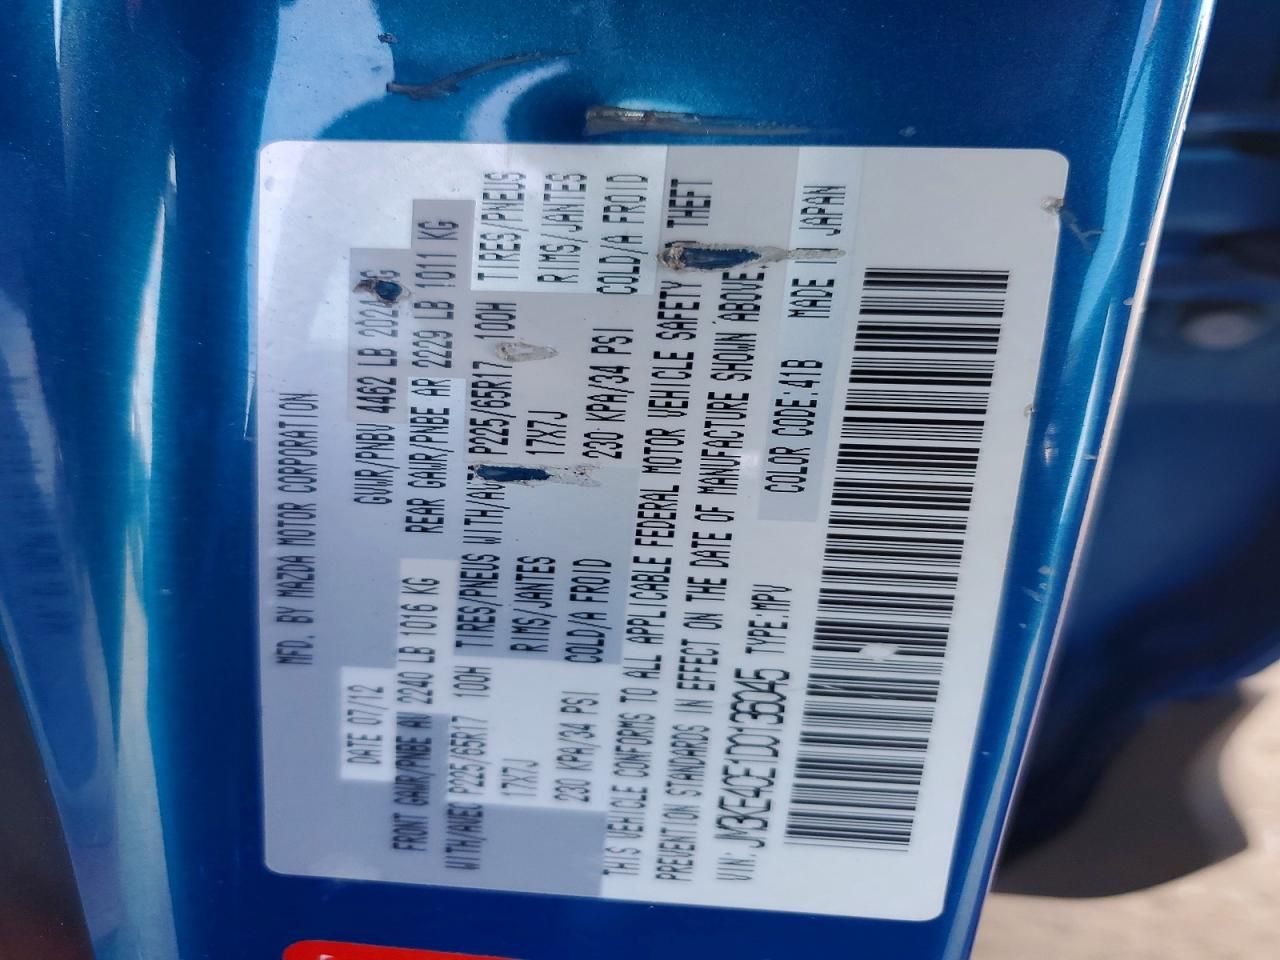 MFD. BY MAZDA MOTOR CORPORATION
DATE 07/12 GVWR/PNBV 4462 LB 2024
FRONT GAWR/PNBE AV 2240 LB 1016 KG REAR GAWR/PNBE AR 2229 LB 1011 KG
WITH/AVEC P225/65R17 100H TIRES/PNEUS WITH/AVE P225/65R17 100H TIRES/PNEUS
17X7J RIMS/JANTES 17X7J RIMS/JANTES
230 KPA/34 PSI COLD/A FROID 230 KPA/34 PSI COLD/A FROID
THIS VEHICLE CONFORMS TO ALL APPLICABLE FEDERAL MOTOR VEHICLE SAFETY THEFT
PREVENTION STANDARDS IN EFFECT ON THE DATE OF MANUFACTURE SHOWN ABOVE.
VIN: JM3KE4CE1D0136045 TYPE:MPV COLOR CODE:41B MADE IN JAPAN